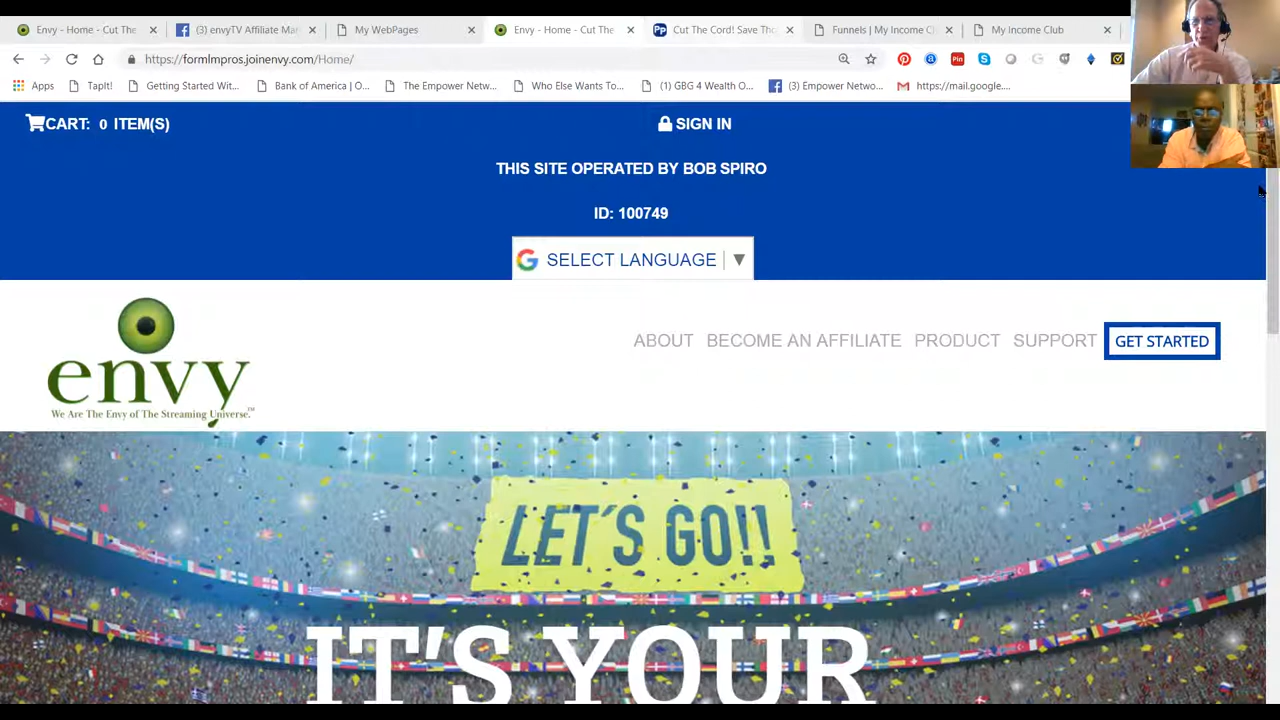 Envy - Home - Cut The
(3) envyTV Affiliate Mar
My WebPages
Envy - Home - Cut The
Cut The Cord! Save Tho
Funnels | My Income Cl
My Income Club
https://formlmpros.joinenvy.com/Home/
Apps
TapIt!
Getting Started Wit...
Bank of America | O...
The Empower Netw...
Who Else Wants To...
(1) GBG 4 Wealth O...
(3) Empower Netwo...
https://mail.google....
CART: 0 ITEM(S)
SIGN IN
THIS SITE OPERATED BY BOB SPIRO
ID: 100749
SELECT LANGUAGE
envy
We Are The Envy of The Streaming Universe.™
ABOUT
BECOME AN AFFILIATE
PRODUCT
SUPPORT
GET STARTED
LET'S GO!!
IT'S YOUR